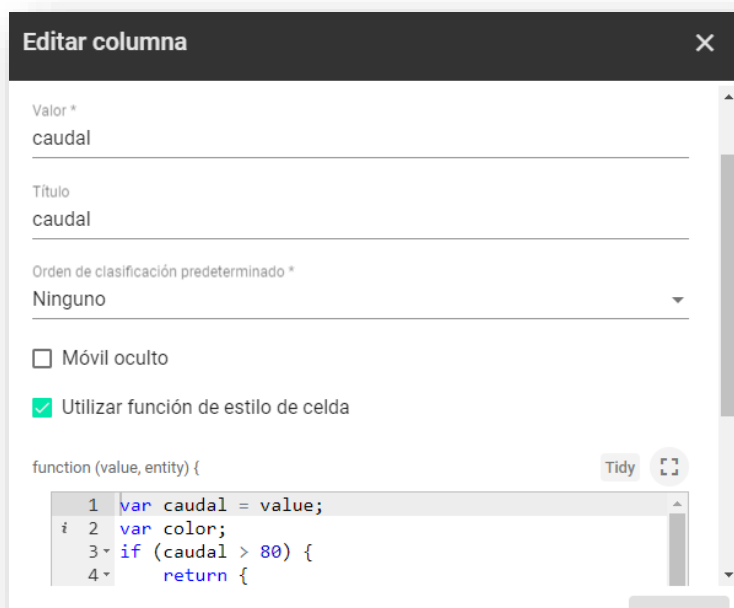 Editar columna
Valor *
caudal
Título
caudal
Orden de clasificación predeterminado *
Ninguno
Móvil oculto
Utilizar función de estilo de celda
function (value, entity) {
Tidy
1 var caudal = value;
i 2 var color;
3 if (caudal > 80) {
4 return {